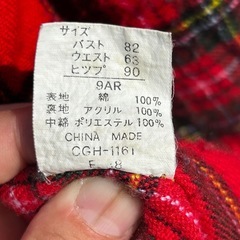 サイズ
バスト 82
ウエスト 63
ヒップ 90
9AR
表地 綿 100%
裏地 アクリル 100%
中綿 ポリエステル 100%
CHINA MADE
CGH-1161